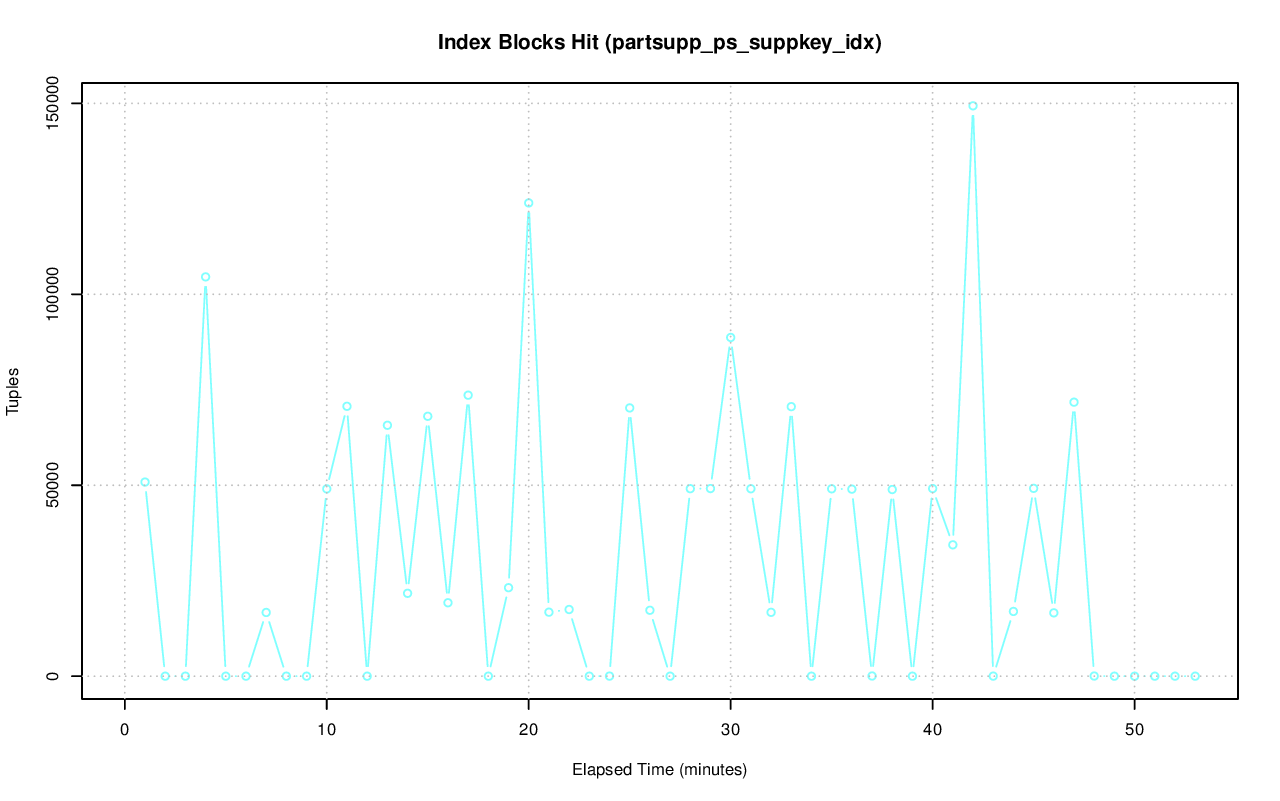 Index Blocks Hit (partsupp_ps_suppkey_idx)
150000
100000
50000
0
Tuples
0 10 20 30 40 50
Elapsed Time (minutes)